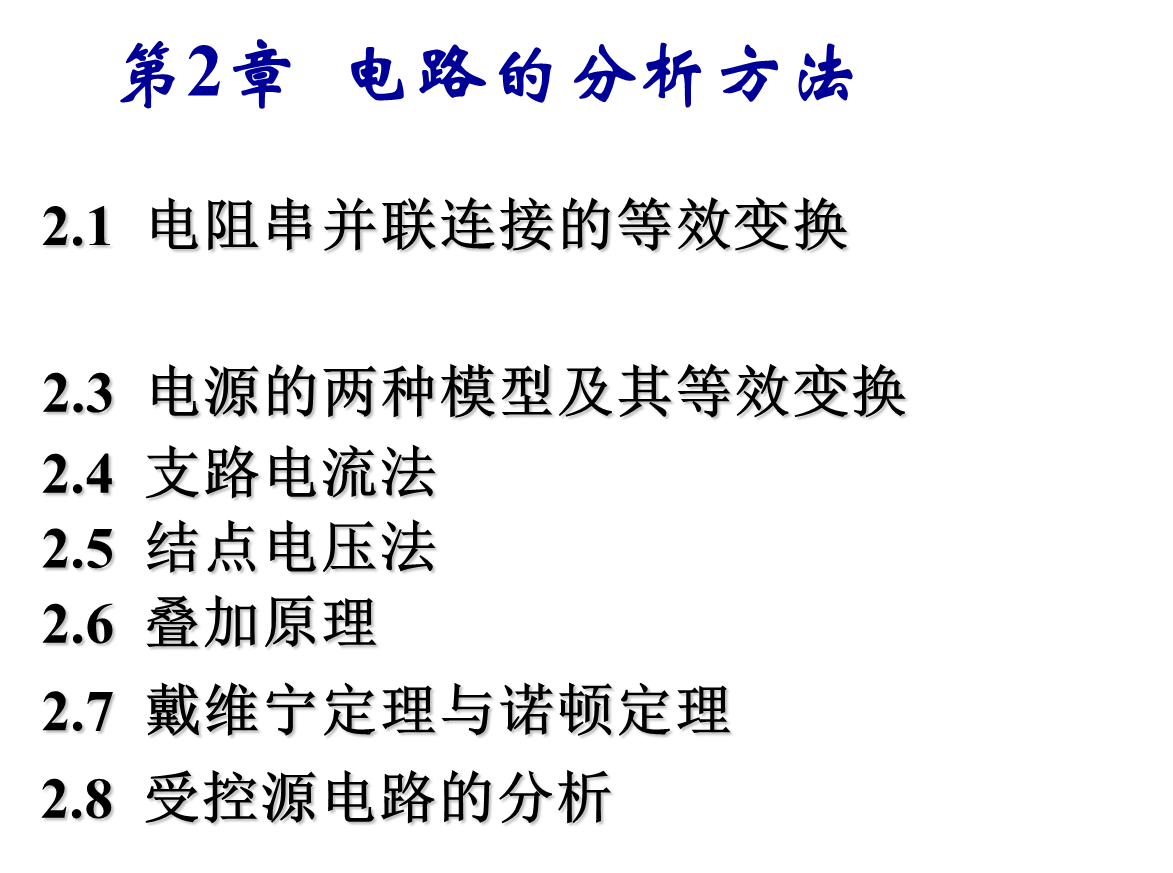 第2章 电路的分析方法
2.1 电阻串并联连接的等效变换
2.3 电源的两种模型及其等效变换
2.4 支路电流法
2.5 结点电压法
2.6 叠加原理
2.7 戴维宁定理与诺顿定理
2.8 受控源电路的分析